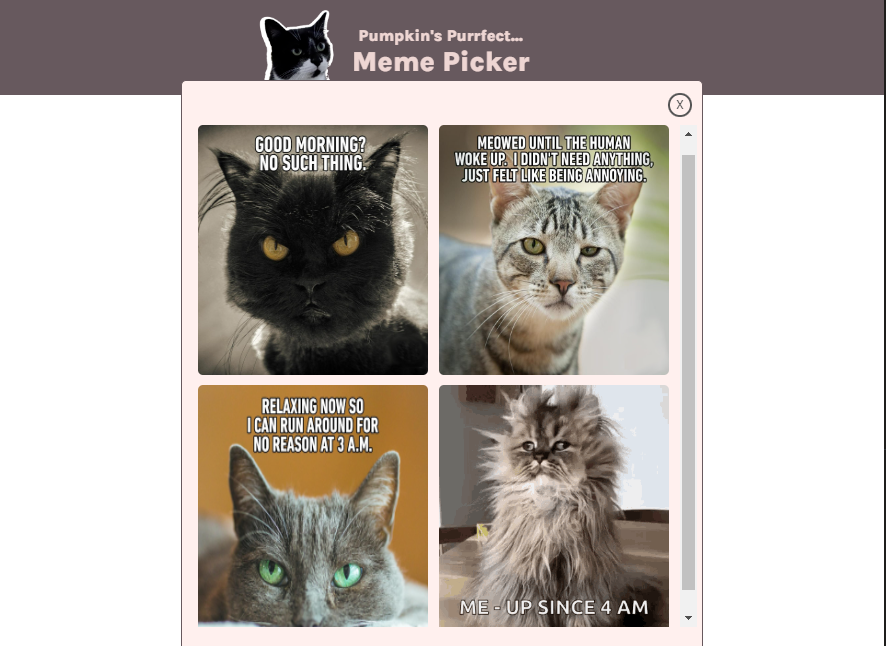 Pumpkin's Purrfect...
Meme Picker
X
GOOD MORNING?
NO SUCH THING.
MEOWED UNTIL THE HUMAN
WOKE UP. I DIDN'T NEED ANYTHING,
JUST FELT LIKE BEING ANNOYING.
RELAXING NOW SO
I CAN RUN AROUND FOR
NO REASON AT 3 A.M.
ME - UP SINCE 4 AM